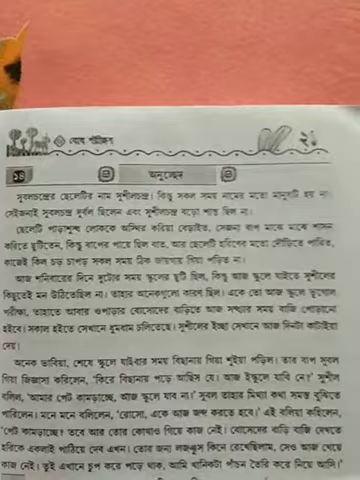 বোধ পরীক্ষণ
১৪
অনুচ্ছেদ
সুবলচন্দ্রের ছেলেটির নাম সুশীলচন্দ্র। কিন্তু সকল সময় নামের মতো মানুষটি হয় না।
সেইজন্যই সুবলচন্দ্র দুর্বল ছিলেন এবং সুশীলচন্দ্র বড়ো শান্ত ছিল না।
ছেলেটি পাড়াশুদ্ধ লোককে অস্থির করিয়া বেড়াইত, সেজন্য বাপ মাঝে মাঝে শাসন
করিতে ছুটিতেন, কিন্তু বাপের পায়ে ছিল বাত, আর ছেলেটি হরিণের মতো দৌড়িতে পারিত,
কাজেই কিল চড় চাপড় সকল সময় ঠিক জায়গায় গিয়া পড়িত না।
আজ শনিবারের দিনে দুটোর সময় স্কুলের ছুটি ছিল, কিন্তু আজ স্কুলে যাইতে সুশীলের
কিছুতেই মন উঠিতেছিল না। তাহার অনেকগুলো কারণ ছিল। একে তো আজ স্কুলে ভূগোল
পরীক্ষা, তাহাতে আবার ওপাড়ার বোসেদের বাড়িতে আজ সন্ধ্যার সময় বাজি পোড়ানো
হইবে। সকাল হইতে সেখানে ধুমধাম চলিতেছে। সুশীলের ইচ্ছা সেখানে আজ দিনটা কাটাইয়া
দেয়।
অনেক ভাবিয়া, শেষে স্কুলে যাইবার সময় বিছানায় গিয়া শুইয়া পড়িল। তার বাপ সুবল
গিয়া জিজ্ঞাসা করিলেন, 'কিরে বিছানায় পড়ে আছিস যে। আজ ইস্কুলে যাবি নে?' সুশীল
বলিল, 'আমার পেট কামড়াচ্ছে, আজ স্কুলে যাব না।' সুবল তাহার মিথ্যা কথা সমস্ত বুঝিতে
পারিলেন। মনে মনে বলিলেন, 'রোসো, একে আজ জব্দ করতে হবে।' এই বলিয়া কহিলেন,
'পেট কামড়াচ্ছে? তবে আর তোর কোথাও গিয়ে কাজ নেই। বোসেদের বাড়ি বাজি দেখতে
হরিকে একলাই পাঠিয়ে দেব এখন। তোর জন্য লজঞ্জুস কিনে রেখেছিলাম, সেও আজ খেয়ে
কাজ নেই। তুই এখানে চুপ করে পড়ে থাক, আমি খানিকটা পাঁচন তৈরি করে নিয়ে আসি।'